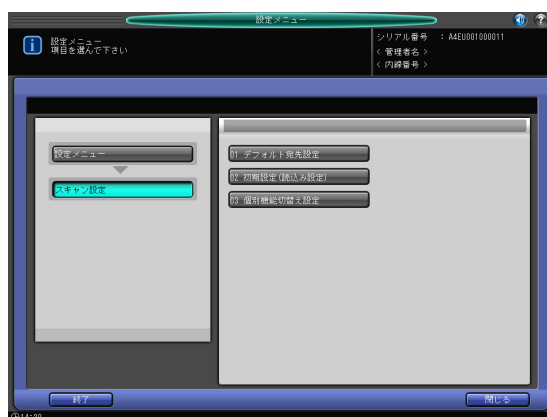 設定メニュー
設定メニュー
項目を選んで下さい
シリアル番号 : A4EU001000011
< 管理者名 >
< 内線番号 >
設定メニュー
スキャン設定
01 デフォルト宛先設定
02 初期設定(読込み設定)
03 個別機能切替え設定
終了
閉じる
14:30